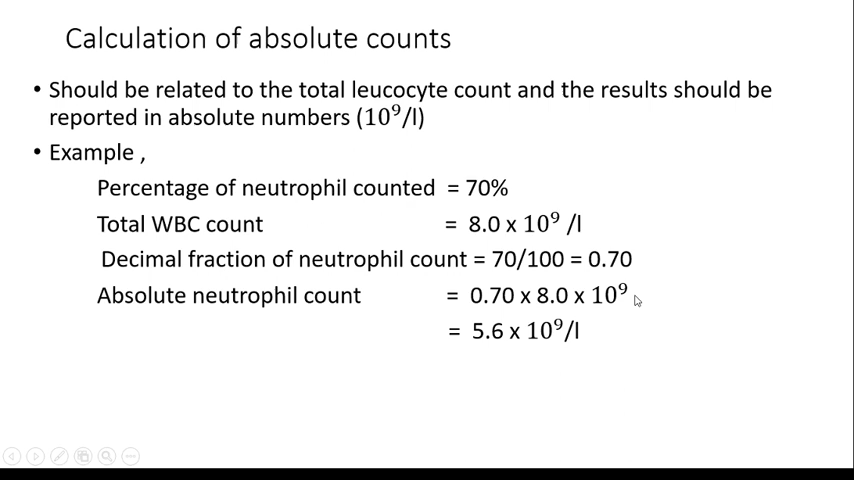 Calculation of absolute counts
• Should be related to the total leucocyte count and the results should be
reported in absolute numbers (10⁹/l)
• Example ,
Percentage of neutrophil counted = 70%
Total WBC count = 8.0 x 10⁹ /l
Decimal fraction of neutrophil count = 70/100 = 0.70
Absolute neutrophil count = 0.70 x 8.0 x 10⁹
= 5.6 x 10⁹/l